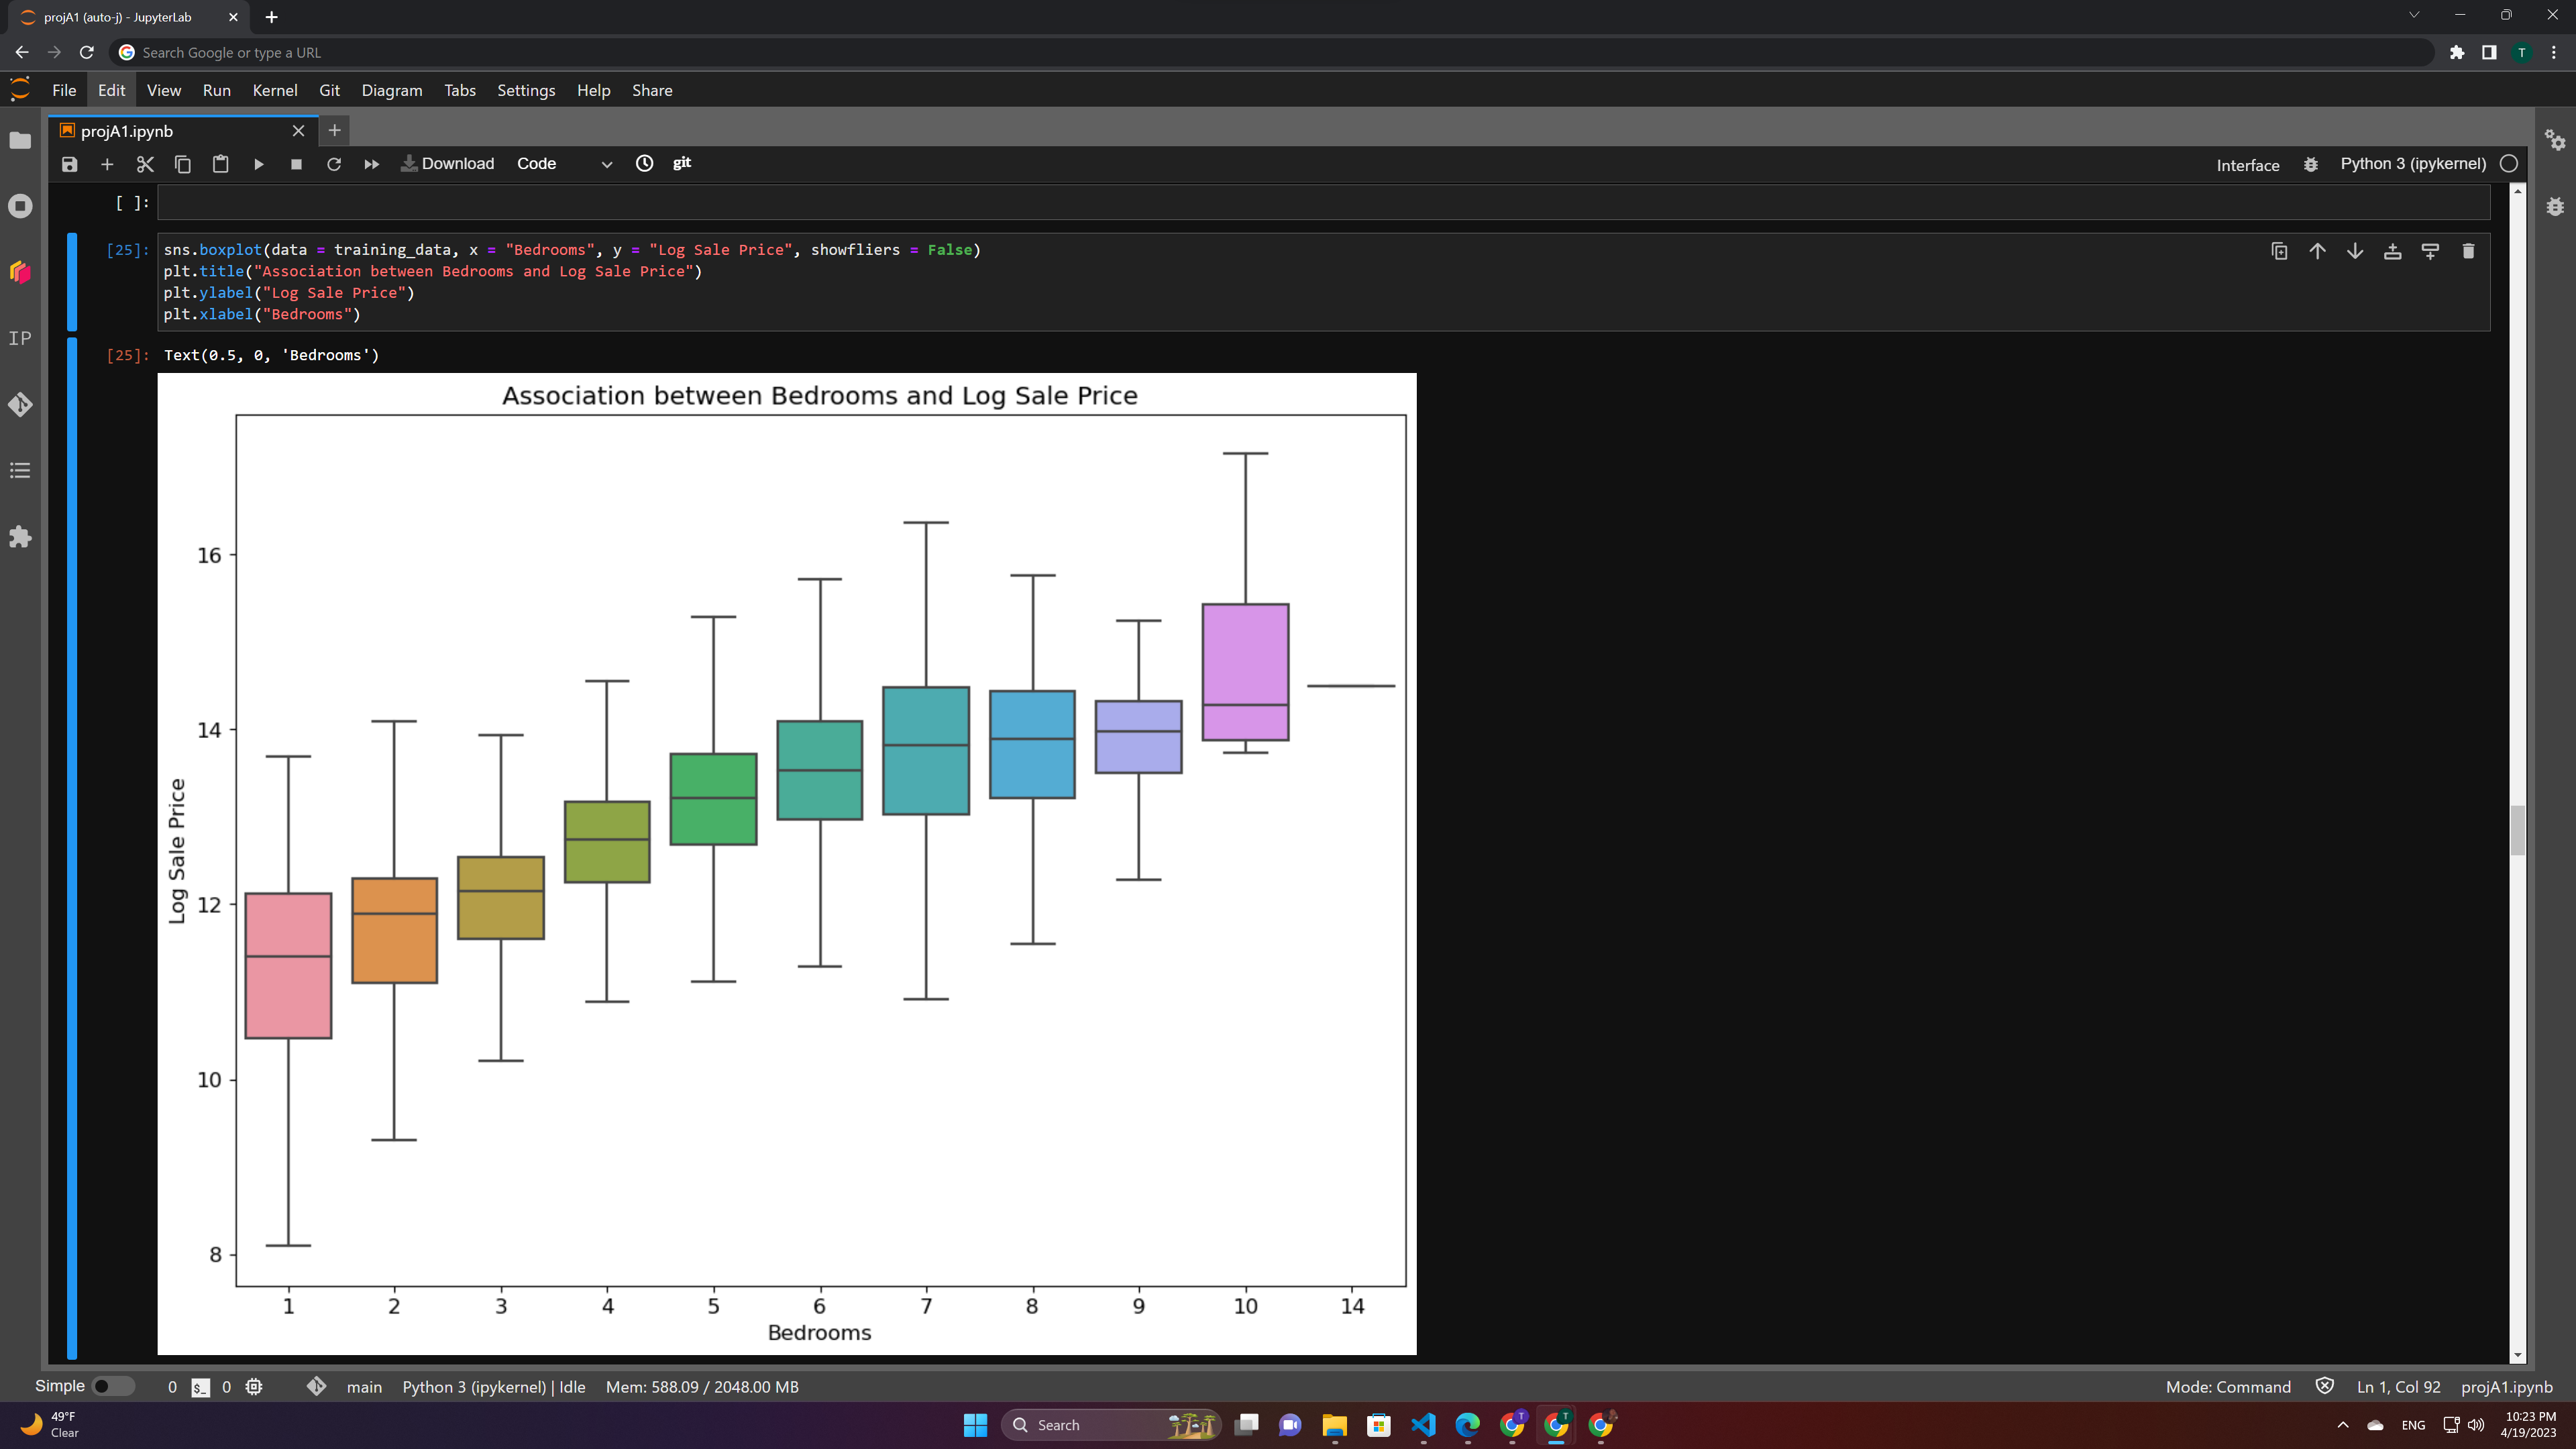 projA1 (auto-j) - JupyterLab
Search Google or type a URL
T
File Edit View Run Kernel Git Diagram Tabs Settings Help Share
projA1.ipynb
Download Code git Interface Python 3 (ipykernel)
[ ]:
[25]: sns.boxplot(data = training_data, x = "Bedrooms", y = "Log Sale Price", showfliers = False)
plt.title("Association between Bedrooms and Log Sale Price")
plt.ylabel("Log Sale Price")
plt.xlabel("Bedrooms")
IP
[25]: Text(0.5, 0, 'Bedrooms')
Association between Bedrooms and Log Sale Price
Log Sale Price
16
14
12
10
8
1 2 3 4 5 6 7 8 9 10 14
Bedrooms
Simple 0 $_ 0 main Python 3 (ipykernel) | Idle Mem: 588.09 / 2048.00 MB Mode: Command Ln 1, Col 92 projA1.ipynb
49°F
Clear
Search
T
T
ENG
10:23 PM
4/19/2023